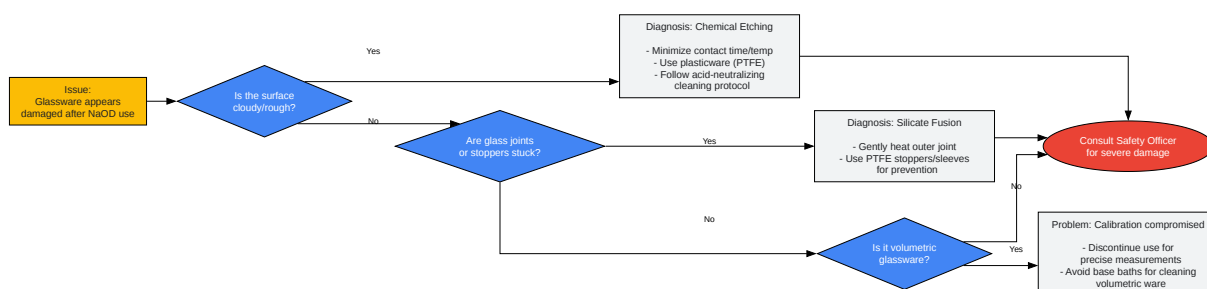 Issue:
Glassware appears
damaged after NaOD use
Is the surface
cloudy/rough?
Yes
Diagnosis: Chemical Etching
- Minimize contact time/temp
- Use plasticware (PTFE)
- Follow acid-neutralizing
cleaning protocol
No
Are glass joints
or stoppers stuck?
Yes
Diagnosis: Silicate Fusion
- Gently heat outer joint
- Use PTFE stoppers/sleeves
for prevention
Consult Safety Officer
for severe damage
No
Is it volumetric
glassware?
No
Yes
Problem: Calibration compromised
- Discontinue use for
precise measurements
- Avoid base baths for cleaning
volumetric ware